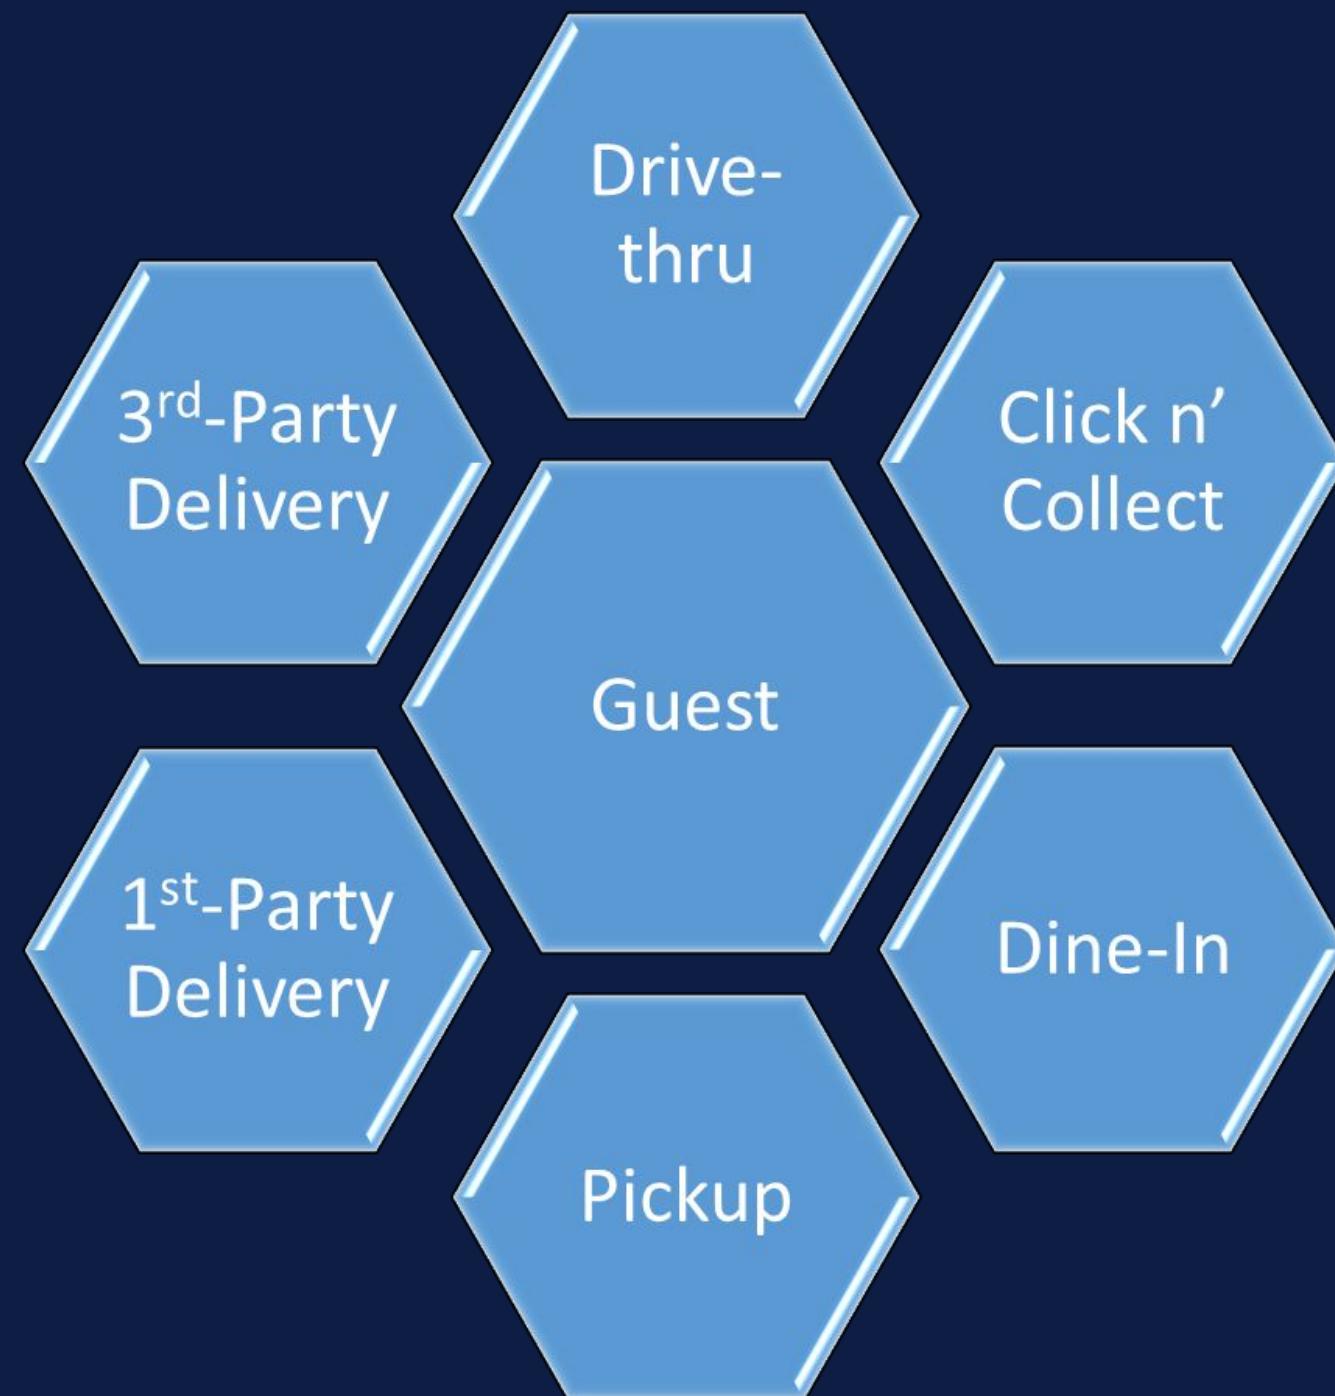 Drive-
thru
3rd-Party
Delivery
Click n’
Collect
Guest
1st-Party
Delivery
Dine-In
Pickup